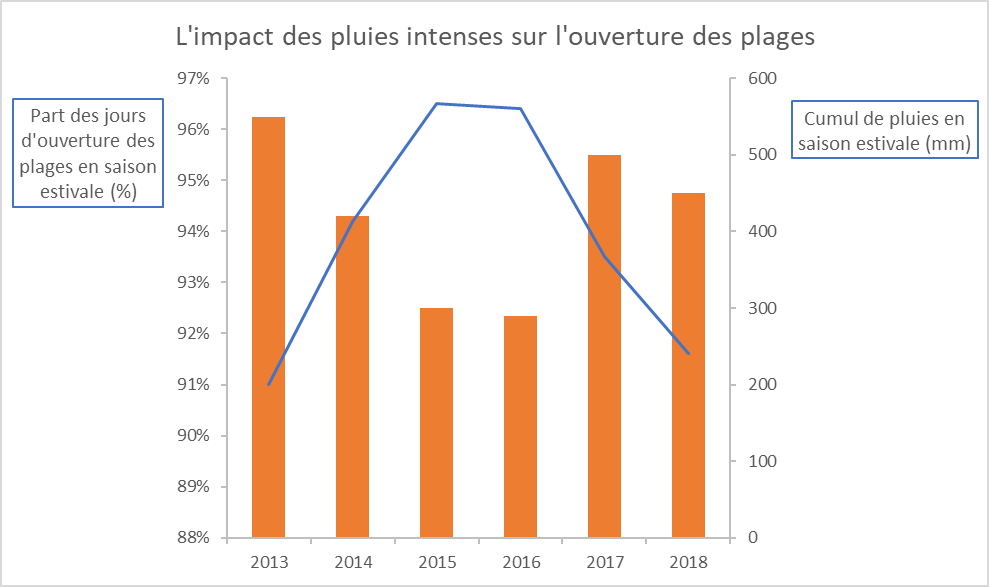 L'impact des pluies intenses sur l'ouverture des plages
Part des jours
d'ouverture des
plages en saison
estivale (%)
97%
96%
95%
94%
93%
92%
91%
90%
89%
88%
Cumul de pluies en
saison estivale (mm)
600
500
400
300
200
100
0
2013 2014 2015 2016 2017 2018